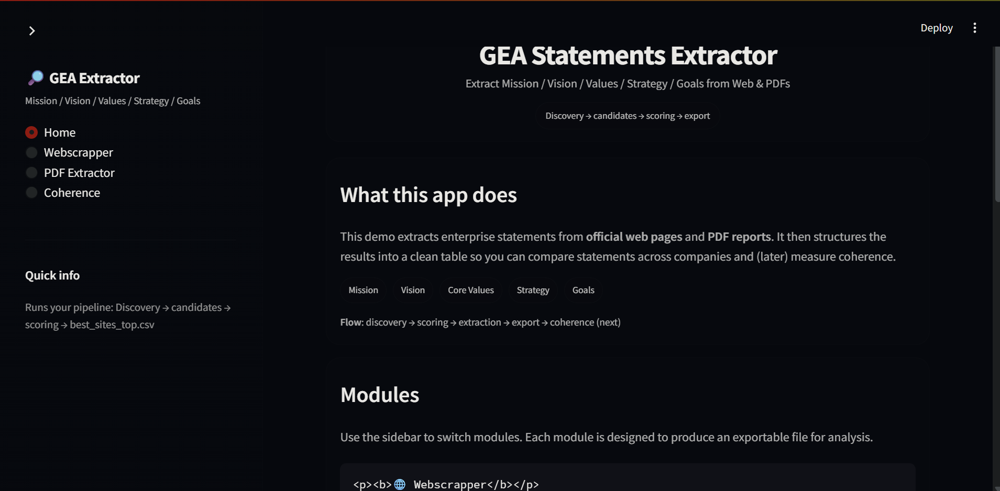 Deploy
🔎 GEA Extractor
Mission / Vision / Values / Strategy / Goals
Home
Webscrapper
PDF Extractor
Coherence
Quick info
Runs your pipeline: Discovery → candidates →
scoring → best_sites_top.csv
GEA Statements Extractor
Extract Mission / Vision / Values / Strategy / Goals from Web & PDFs
Discovery → candidates → scoring → export
What this app does
This demo extracts enterprise statements from official web pages and PDF reports. It then structures the
results into a clean table so you can compare statements across companies and (later) measure coherence.
Mission Vision Core Values Strategy Goals
Flow: discovery → scoring → extraction → export → coherence (next)
Modules
Use the sidebar to switch modules. Each module is designed to produce an exportable file for analysis.
<p><b>🌐 Webscrapper</b></p>